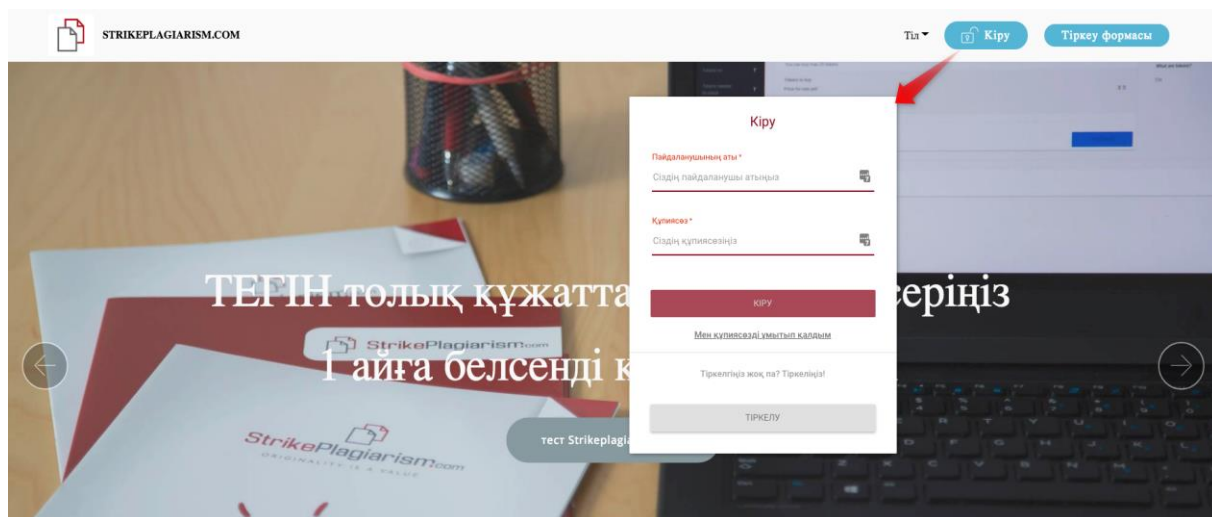 STRIKEPLAGIARISM.COM
Тіл
Кіру
Тіркеу формасы
Кіру
Пайдаланушының аты *
Сіздің пайдаланушы атыңыз
Құпиясөз *
Сіздің құпиясөзіңіз
КІРУ
Мен құпиясөзді ұмытып қалдым
Тіркелгіңіз жоқ па? Тіркеліңіз!
ТІРКЕЛУ
ТЕГІН толық құжатта серіңіз
1 айға белсенді
тест Strikeplagia
StrikePlagiarism.com
StrikePlagiarism.com
ORIGINALITY IS A VALUE